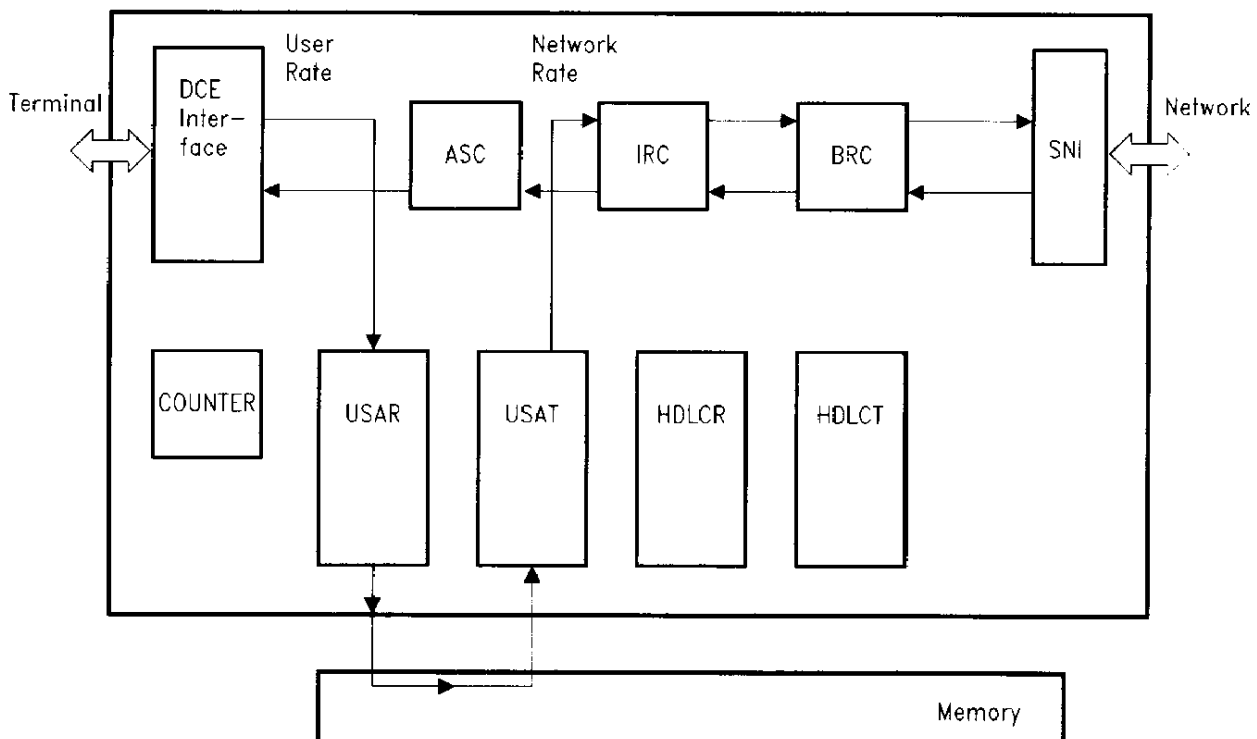 User
Rate
Network
Rate
Terminal
DCE
Inter-
face
ASC
IRC
BRC
SNI
Network
COUNTER
USAR
USAT
HDLCR
HDLCT
Memory